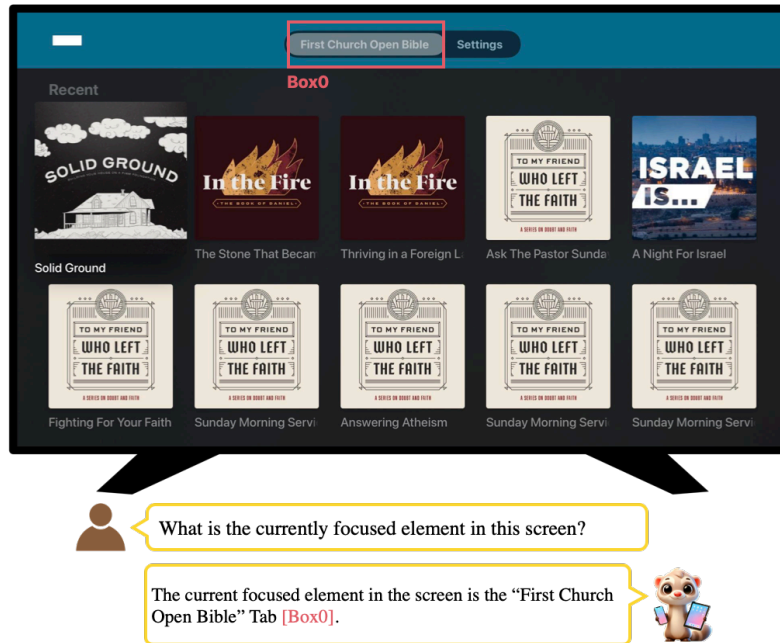 First Church Open Bible Settings
Box0
Recent
SOLID GROUND
In the Fire
THE BOOK OF DANIEL
In the Fire
THE BOOK OF DANIEL
TO MY FRIEND
WHO LEFT
THE FAITH
A SERIES ON DOUBT AND FAITH
ISRAEL
IS...
Solid Ground
The Stone That Becam
Thriving in a Foreign L
Ask The Pastor Sunda
A Night For Israel
TO MY FRIEND
WHO LEFT
THE FAITH
A SERIES ON DOUBT AND FAITH
TO MY FRIEND
WHO LEFT
THE FAITH
A SERIES ON DOUBT AND FAITH
TO MY FRIEND
WHO LEFT
THE FAITH
A SERIES ON DOUBT AND FAITH
TO MY FRIEND
WHO LEFT
THE FAITH
A SERIES ON DOUBT AND FAITH
TO MY FRIEND
WHO LEFT
THE FAITH
A SERIES ON DOUBT AND FAITH
Fighting For Your Faith
Sunday Morning Servi
Answering Atheism
Sunday Morning Servi
Sunday Morning Servi
What is the currently focused element in this screen?
The current focused element in the screen is the “First Church
Open Bible” Tab [Box0].